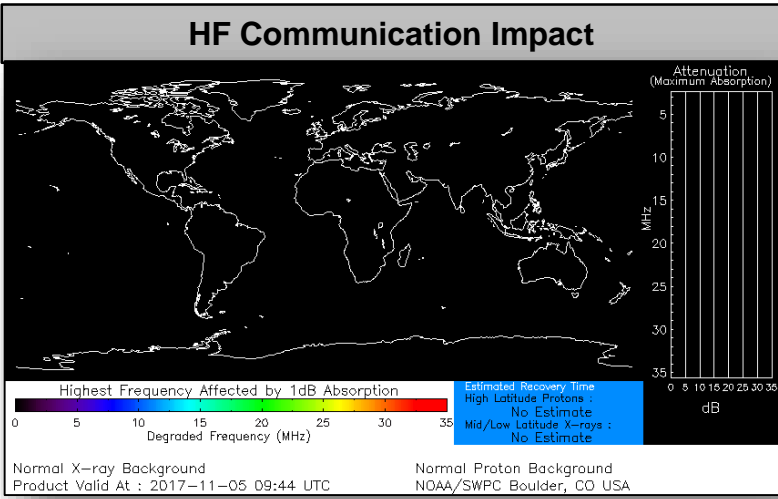 HF Communication Impact
Attenuation
(Maximum Absorption)
5
10
15
20
25
30
35
MHz
0 5 10 15 20 25 30 35
dB
Highest Frequency Affected by 1dB Absorption
0 5 10 15 20 25 30 35
Degraded Frequency (MHz)
Estimated Recovery Time
High Latitude Protons :
No Estimate
Mid/Low Latitude X-rays :
No Estimate
Normal X-ray Background
Normal Proton Background
Product Valid At : 2017-11-05 09:44 UTC
NOAA/SWPC Boulder, CO USA